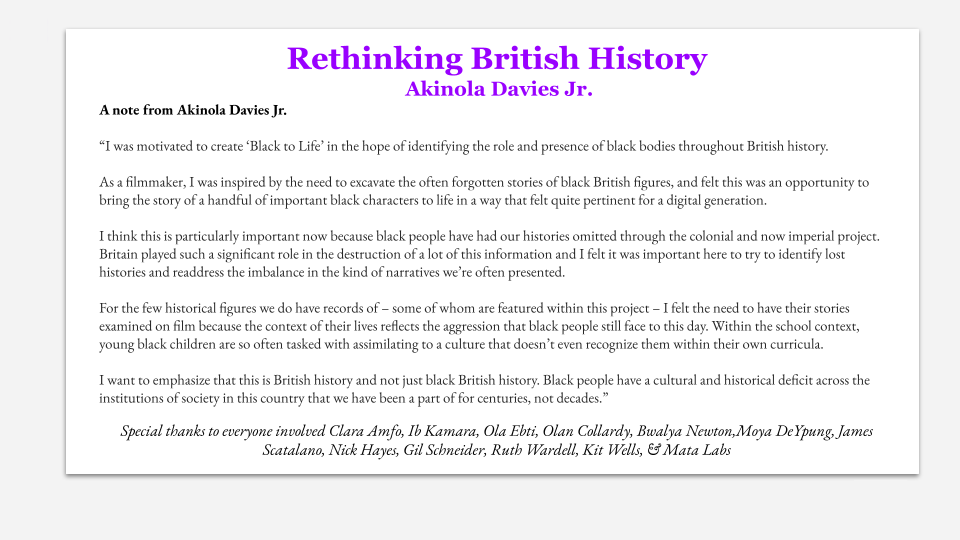 Rethinking British History
Akinola Davies Jr.
A note from Akinola Davies Jr.
“I was motivated to create ‘Black to Life’ in the hope of identifying the role and presence of black bodies throughout British history.
As a filmmaker, I was inspired by the need to excavate the often forgotten stories of black British figures, and felt this was an opportunity to
bring the story of a handful of important black characters to life in a way that felt quite pertinent for a digital generation.
I think this is particularly important now because black people have had our histories omitted through the colonial and now imperial project.
Britain played such a significant role in the destruction of a lot of this information and I felt it was important here to try to identify lost
histories and readdress the imbalance in the kind of narratives we’re often presented.
For the few historical figures we do have records of – some of whom are featured within this project – I felt the need to have their stories
examined on film because the context of their lives reflects the aggression that black people still face to this day. Within the school context,
young black children are so often tasked with assimilating to a culture that doesn’t even recognize them within their own curricula.
I want to emphasize that this is British history and not just black British history. Black people have a cultural and historical deficit across the
institutions of society in this country that we have been a part of for centuries, not decades.”
Special thanks to everyone involved Clara Amfo, Ib Kamara, Ola Ebti, Olan Collardy, Bwalya Newton,Moya DeYpung, James
Scatalano, Nick Hayes, Gil Schneider, Ruth Wardell, Kit Wells, & Mata Labs